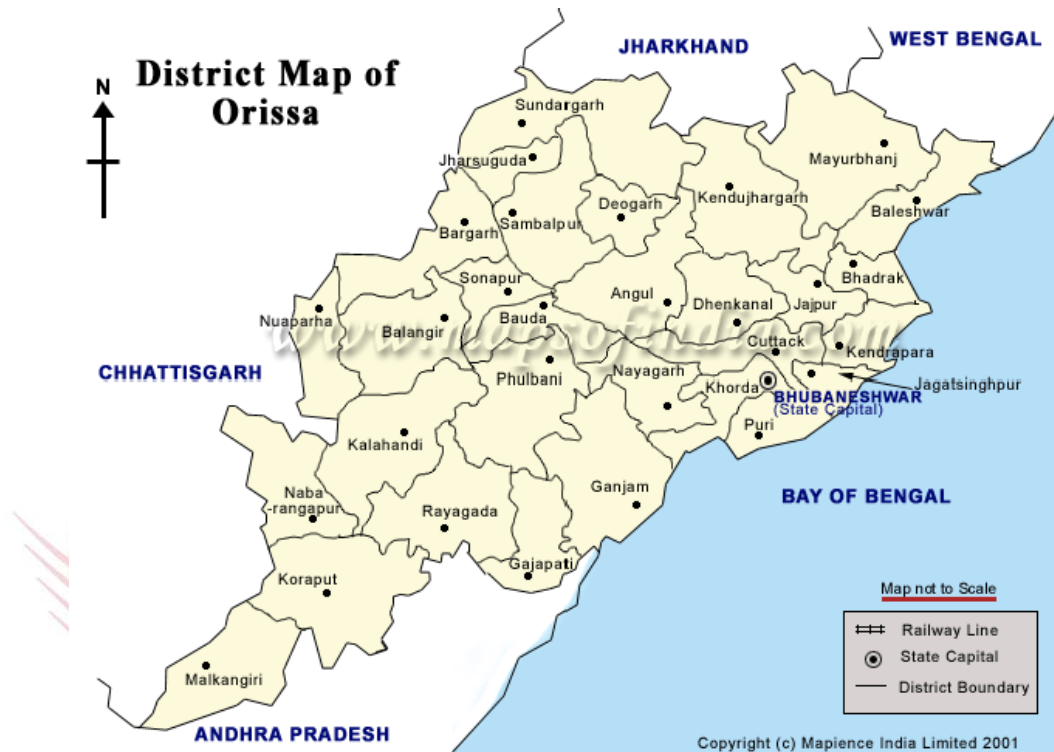 JHARKHAND
WEST BENGAL
District Map of
Orissa
N
Sundargarh
Jharsuguda
Mayurbhanj
Kendujhargarh
Deogarh
Sambalpur
Baleshwar
Bargarh
Sonapur
Bhadrak
Angul
Dhenkanal
Jajpur
Nuaparha
Balangir
Bauda
www.mapsofindia.com
Cuttack
Kendrapara
CHHATTISGARH
Phulbani
Nayagarh
Khorda
Jagatsinghpur
BHUBANESHWAR
(State Capital)
Puri
Kalahandi
Ganjam
BAY OF BENGAL
Naba
-rangapur
Rayagada
Gajapati
Koraput
Map not to Scale
Railway Line
State Capital
District Boundary
Malkangiri
ANDHRA PRADESH
Copyright (c) Mapience India Limited 2001